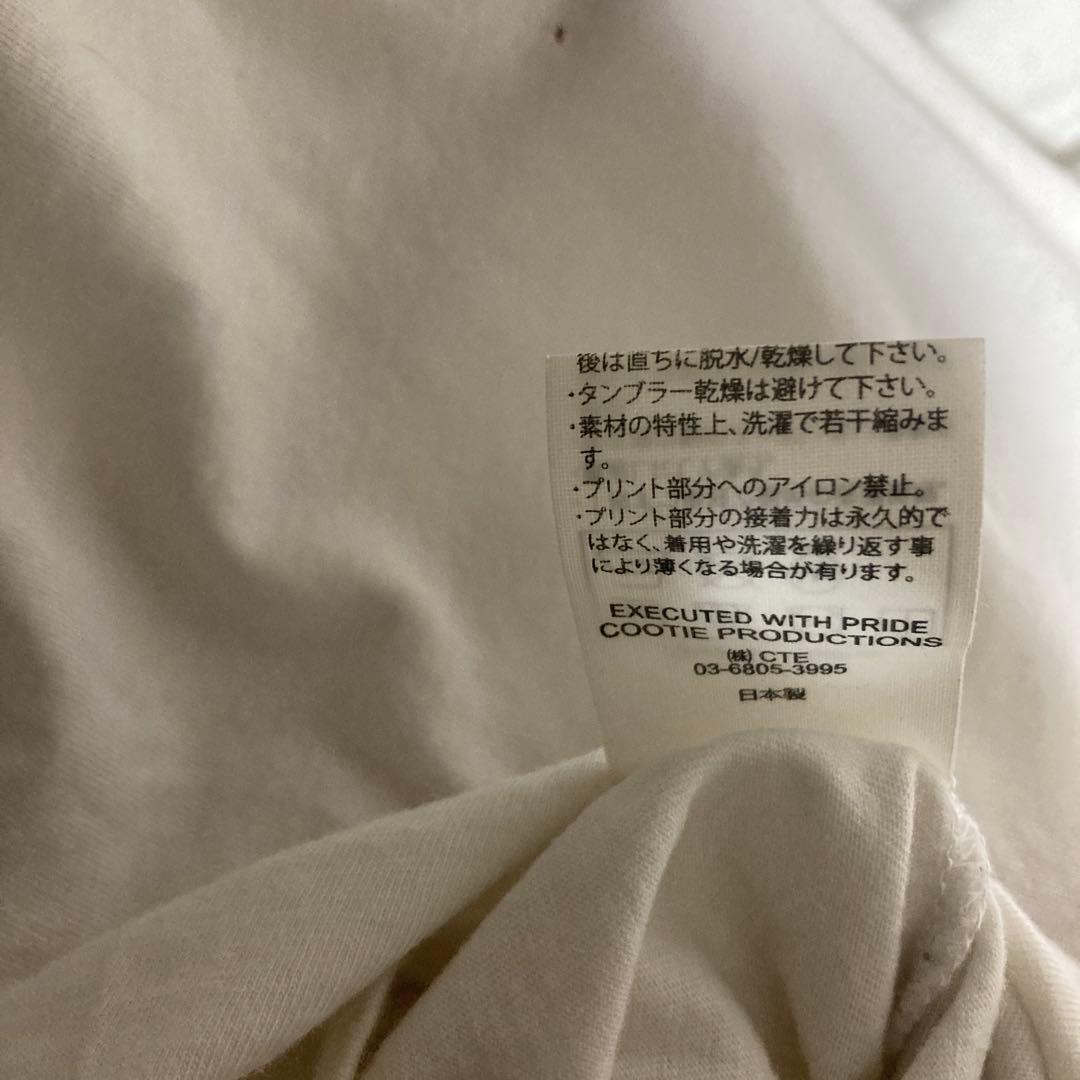 後は直ちに脱水/乾燥して下さい。
・タンブラー乾燥は避けて下さい。
・素材の特性上、洗濯で若干縮みま
す。
・プリント部分へのアイロン禁止。
・プリント部分の接着力は永久的で
はなく、着用や洗濯を繰り返す事
により薄くなる場合が有ります。
EXECUTED WITH PRIDE
COOTIE PRODUCTIONS
㈱ CTE
03-6805-3995
日本製